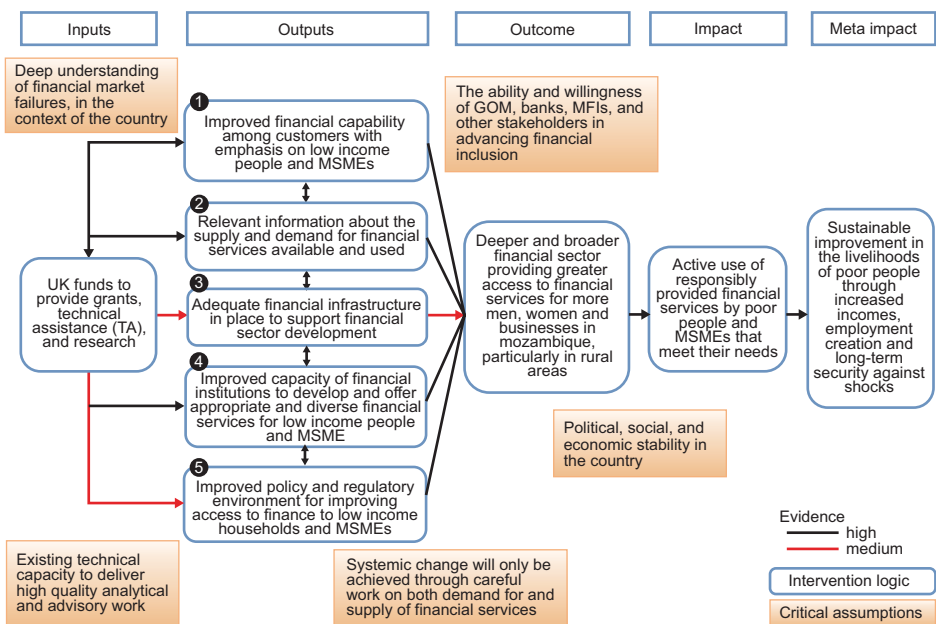 Inputs
Outputs
Outcome
Impact
Meta impact
Deep understanding
of financial market
failures, in the
context of the country
1
Improved financial capability
among customers with
emphasis on low income
people and MSMEs
The ability and willingness
of GOM, banks, MFIs, and
other stakeholders in
advancing financial
inclusion
2
Relevant information about the
supply and demand for financial
services available and used
UK funds to
provide grants,
technical
assistance (TA),
and research
3
Adequate financial infrastructure
in place to support financial
sector development
Deeper and broader
financial sector
providing greater
access to financial
services for more
men, women and
businesses in
mozambique,
particularly in rural
areas
Active use of
responsibly
provided financial
services by poor
people and
MSMEs that
meet their needs
Sustainable
improvement in
the livelihoods
of poor people
through
increased
incomes,
employment
creation and
long-term
security against
shocks
4
Improved capacity of financial
institutions to develop and offer
appropriate and diverse financial
services for low income people
and MSME
Political, social, and
economic stability in
the country
5
Improved policy and regulatory
environment for improving
access to finance to low income
households and MSMEs
Existing technical
capacity to deliver
high quality analytical
and advisory work
Systemic change will only be
achieved through careful
work on both demand for and
supply of financial services
Evidence
high
medium
Intervention logic
Critical assumptions